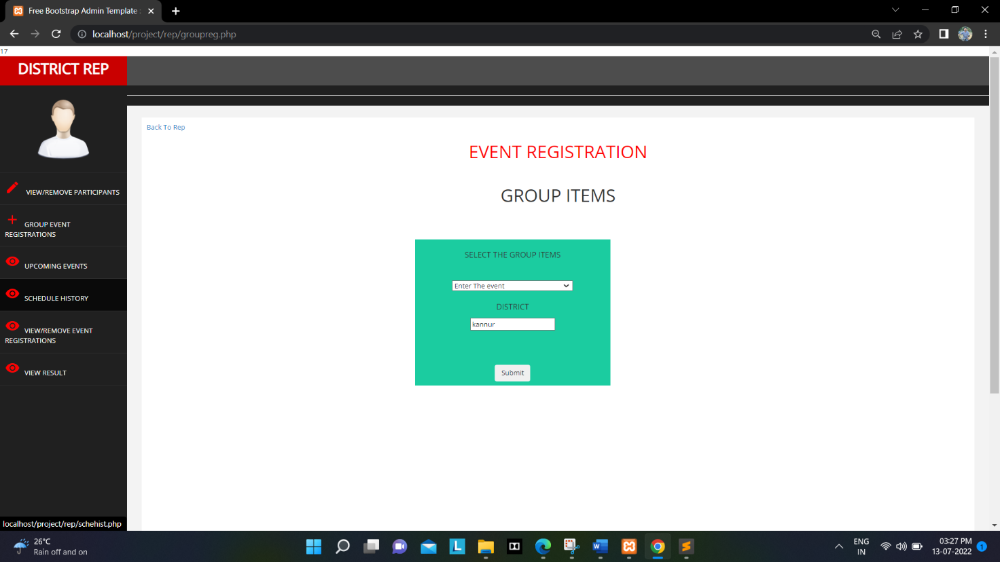 Free Bootstrap Admin Template :
localhost/project/rep/groupreg.php
17
DISTRICT REP
VIEW/REMOVE PARTICIPANTS
GROUP EVENT
REGISTRATIONS
UPCOMING EVENTS
SCHEDULE HISTORY
VIEW/REMOVE EVENT
REGISTRATIONS
VIEW RESULT
Back To Rep
EVENT REGISTRATION
GROUP ITEMS
SELECT THE GROUP ITEMS
Enter The event
DISTRICT
kannur
Submit
localhost/project/rep/schehist.php
26°C
Rain off and on
L
W
ENG
IN
03:27 PM
13-07-2022
1